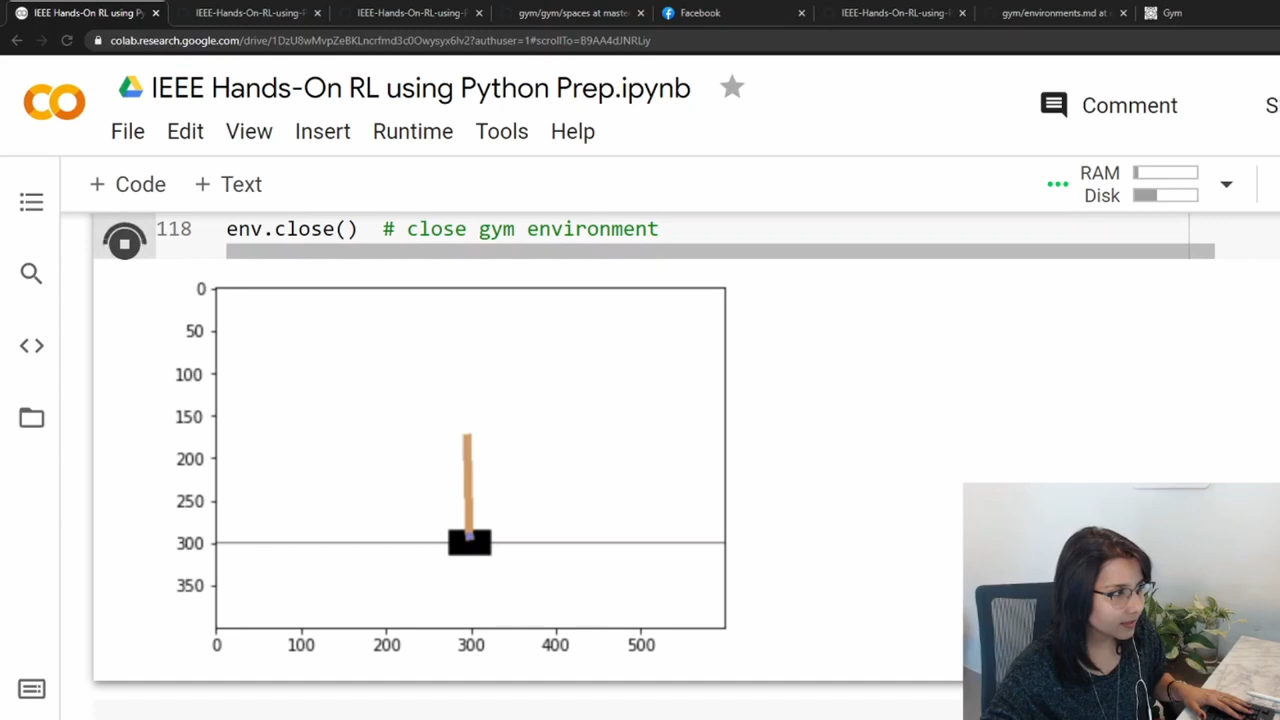 IEEE Hands-On RL using Py
IEEE-Hands-On-RL-using-P
IEEE-Hands-On-RL-using-P
gym/gym/spaces at master
Facebook
IEEE-Hands-On-RL-using-
gym/environments.md at
Gym
colab.research.google.com/drive/1DzU8wMvpZeBKLncrfmd3c0Owysyx6lv2?authuser=1#scrollTo=B9AA4dJNRLiy
IEEE Hands-On RL using Python Prep.ipynb
Comment
S
File Edit View Insert Runtime Tools Help
+ Code + Text
RAM
Disk
118 env.close() # close gym environment
0
50
100
150
200
250
300
350
0 100 200 300 400 500